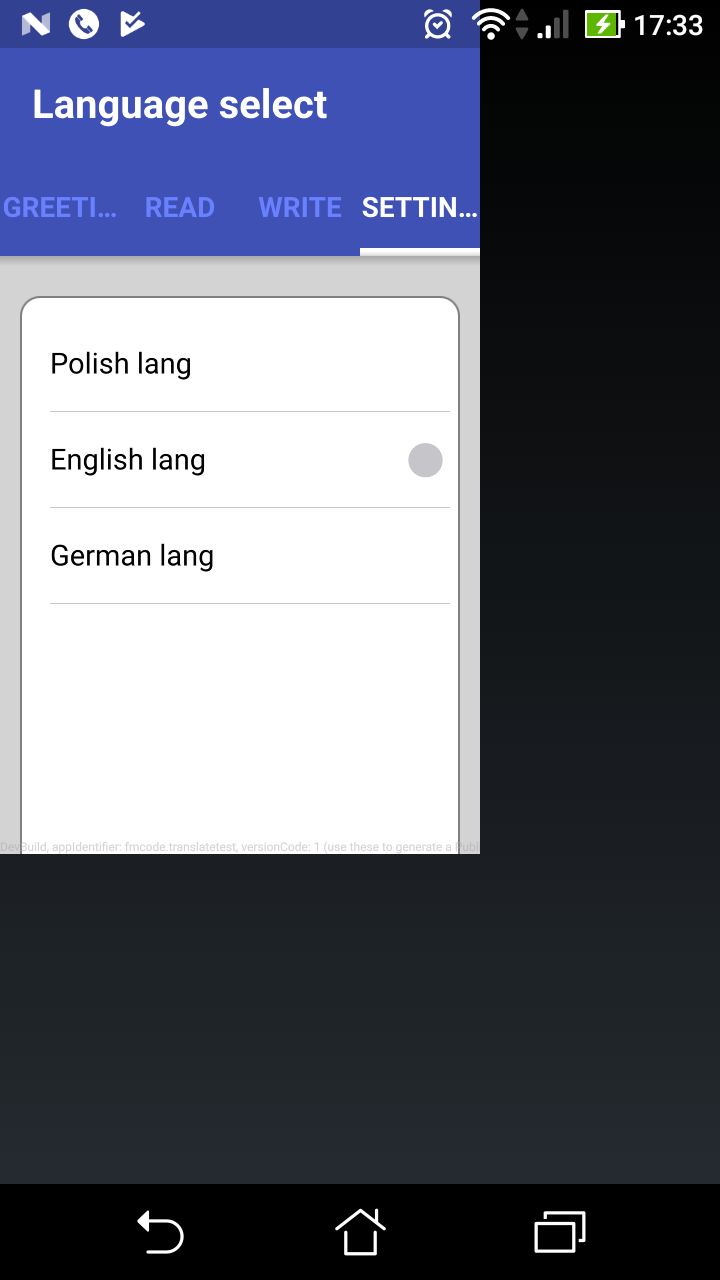 17:33
Language select
GREETI... READ WRITE SETTIN...
Polish lang
English lang
German lang
DevBuild, appIdentifier: fmcode.translatetest, versionCode: 1 (use these to generate a Publi